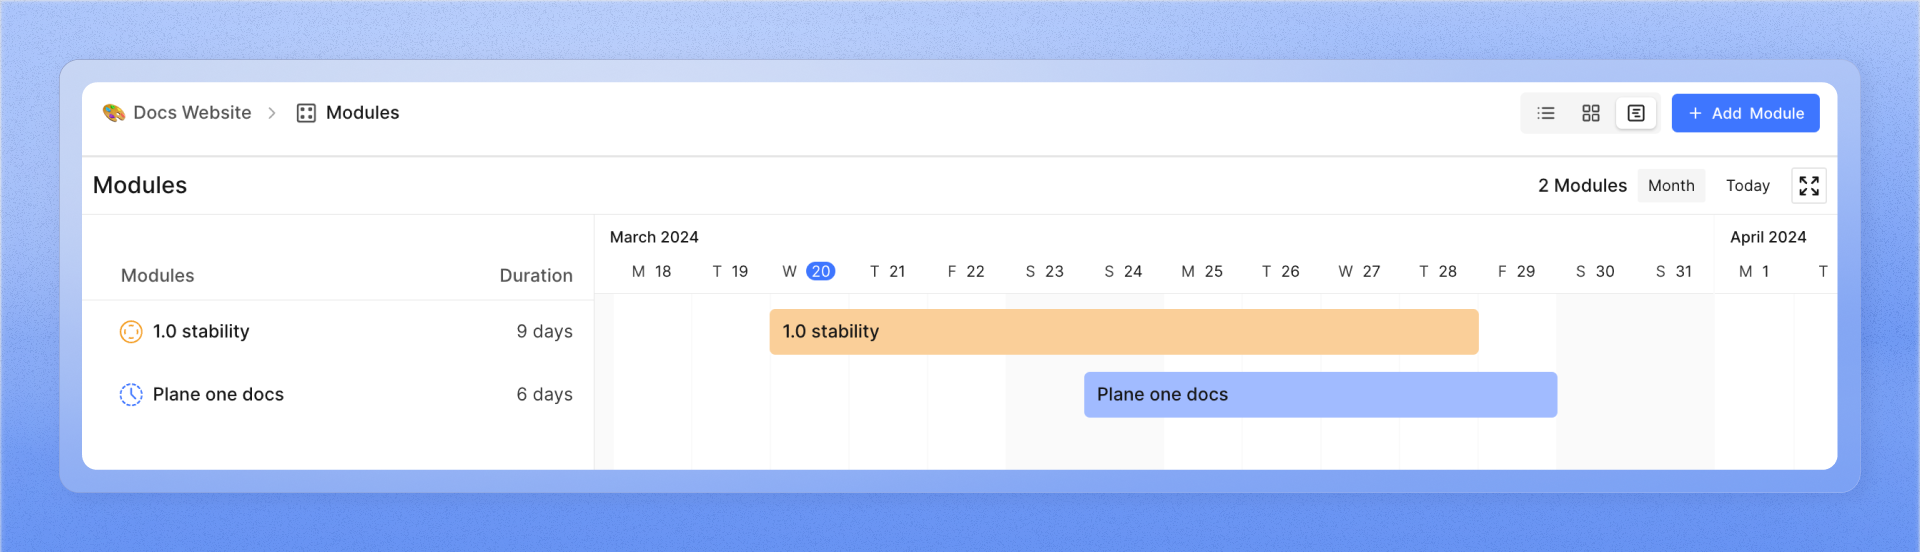 Docs Website > Modules
+ Add Module
Modules
2 Modules Month Today
March 2024 April 2024
Modules Duration
M 18 T 19 W 20 T 21 F 22 S 23 S 24 M 25 T 26 W 27 T 28 F 29 S 30 S 31 M 1 T
1.0 stability 9 days 1.0 stability
Plane one docs 6 days Plane one docs